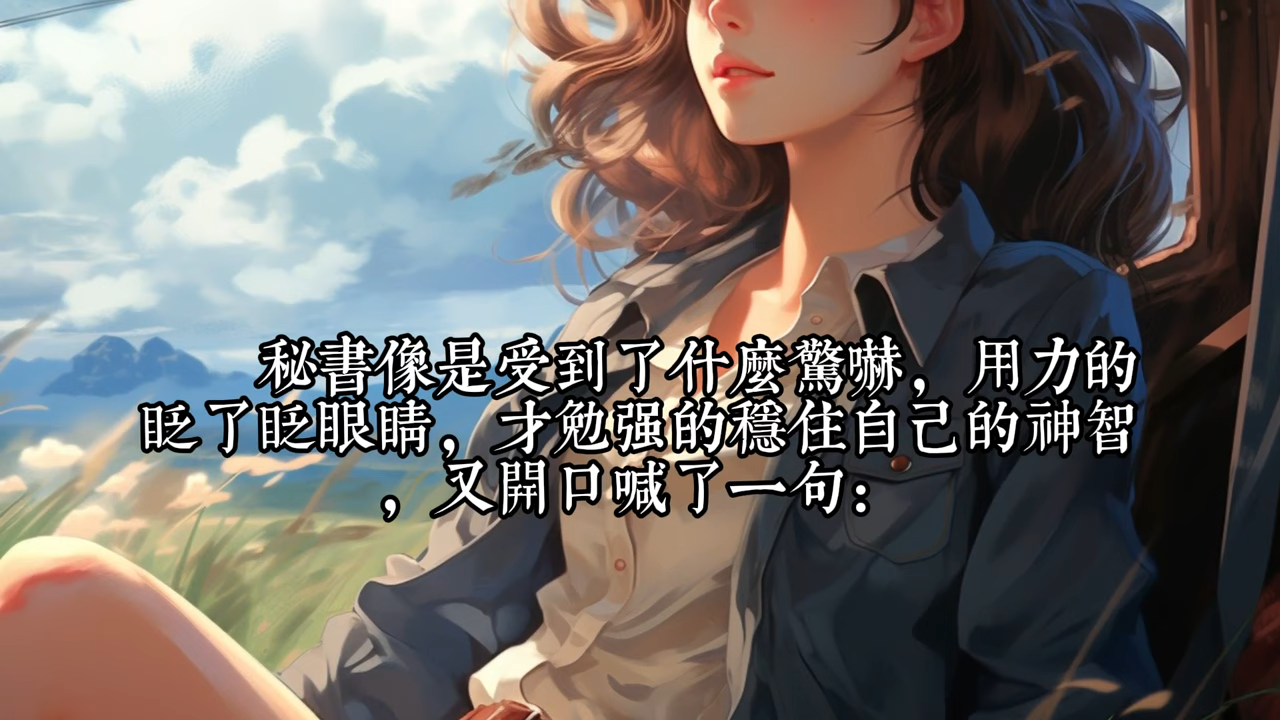 秘書像是受到了什麼驚嚇，用力的
眨了眨眼睛，才勉强的穩住自己的神智
，又開口喊了一句：